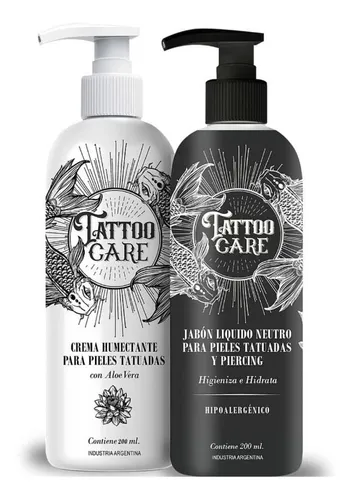 TATTOO
CARE
CREMA HUMECTANTE
PARA PIELES TATUADAS
con Aloe Vera
Contiene 200 ml.
INDUSTRIA ARGENTINA
TATTOO
CARE
JABÓN LIQUIDO NEUTRO
PARA PIELES TATUADAS
Y PIERCING
Higieniza e Hidrata
HIPOALERGÉNICO
Contiene 200 ml.
INDUSTRIA ARGENTINA